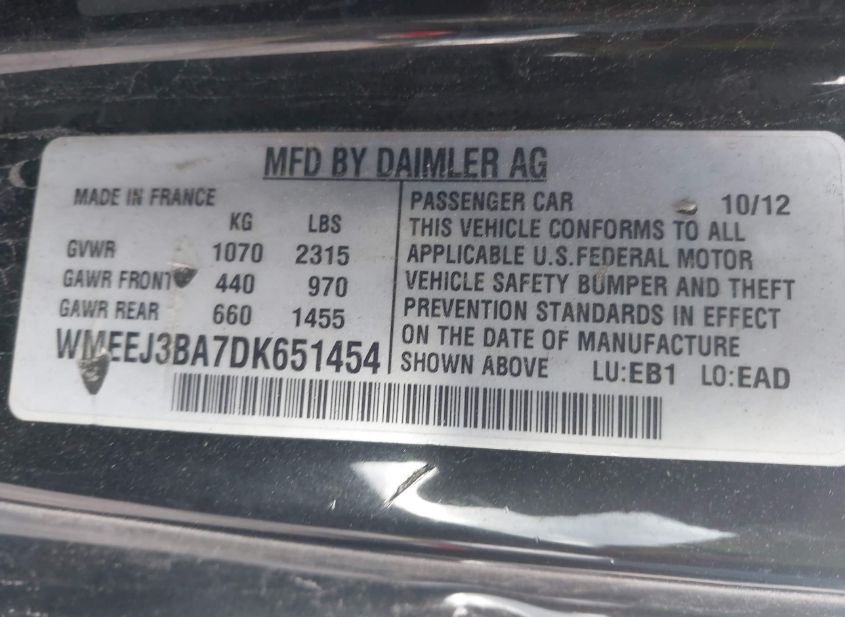 MFD BY DAIMLER AG
MADE IN FRANCE
KG LBS
GVWR 1070 2315
GAWR FRONT 440 970
GAWR REAR 660 1455
WMEEJ3BA7DK651454
PASSENGER CAR 10/12
THIS VEHICLE CONFORMS TO ALL
APPLICABLE U.S.FEDERAL MOTOR
VEHICLE SAFETY BUMPER AND THEFT
PREVENTION STANDARDS IN EFFECT
ON THE DATE OF MANUFACTURE
SHOWN ABOVE LU:EB1 LO:EAD